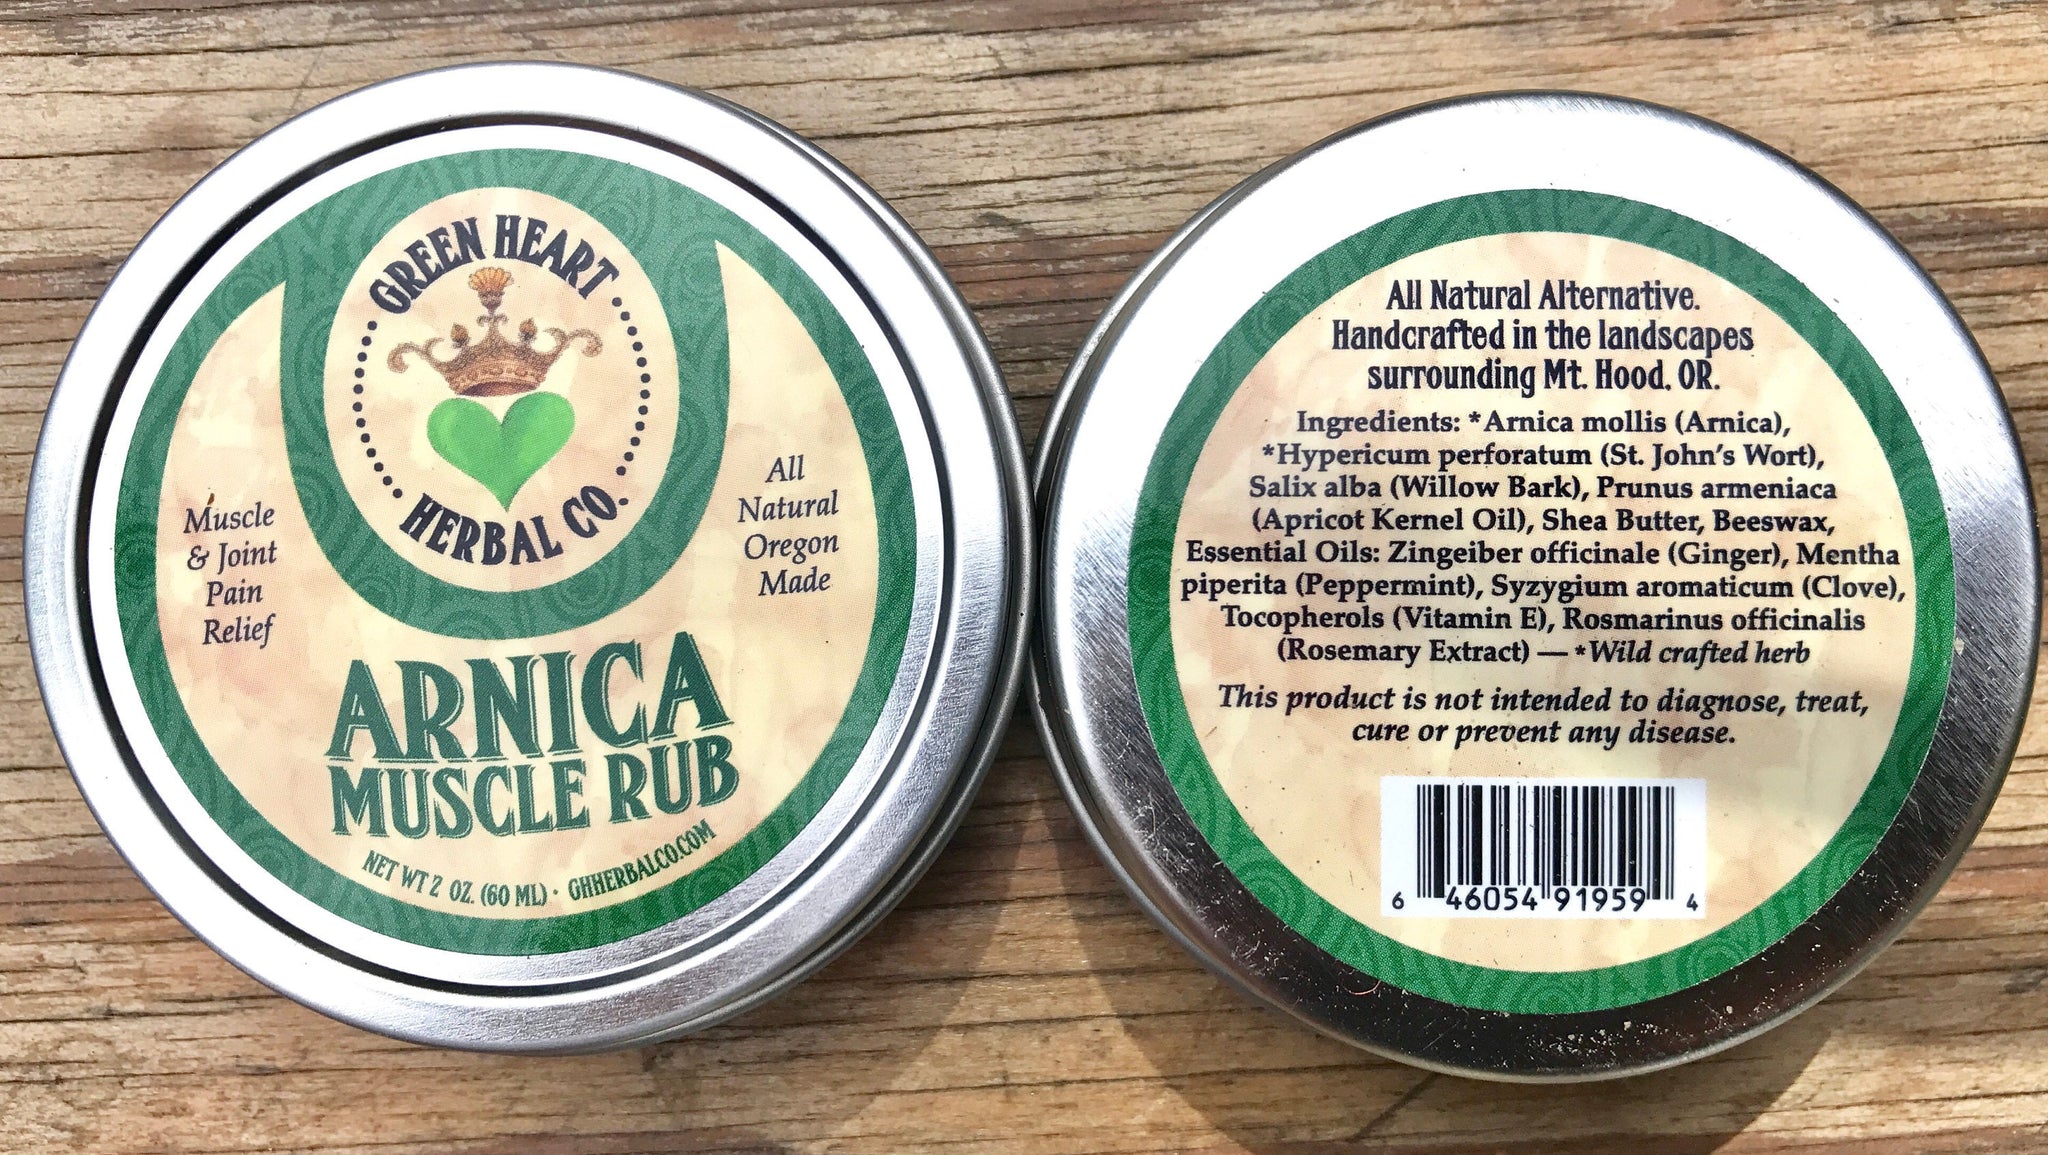 GREEN HEART
HERBAL CO.
Muscle
& Joint
Pain
Relief
All
Natural
Oregon
Made
ARNICA
MUSCLE RUB
NET WT 2 OZ. (60 ML) · GHHERBALCO.COM
All Natural Alternative.
Handcrafted in the landscapes
surrounding Mt. Hood, OR.
Ingredients: *Arnica mollis (Arnica),
*Hypericum perforatum (St. John's Wort),
Salix alba (Willow Bark), Prunus armeniaca
(Apricot Kernel Oil), Shea Butter, Beeswax,
Essential Oils: Zingeiber officinale (Ginger), Mentha
piperita (Peppermint), Syzygium aromaticum (Clove),
Tocopherols (Vitamin E), Rosmarinus officinalis
(Rosemary Extract) — *Wild crafted herb
This product is not intended to diagnose, treat,
cure or prevent any disease.
6 46054 91959 4